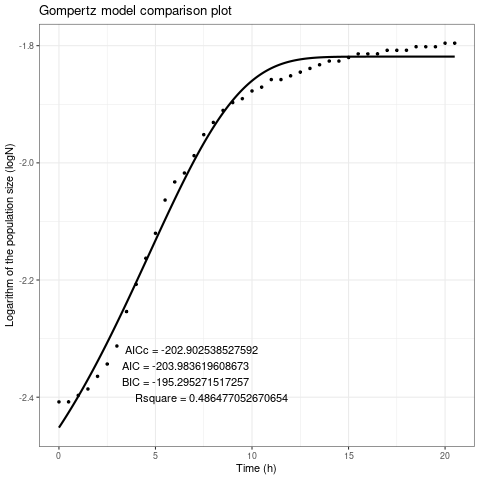 Gompertz model comparison plot
Logarithm of the population size (logN)
-1.8
-2.0
-2.2
-2.4
AICc = -202.902538527592
AIC = -203.983619608673
BIC = -195.295271517257
Rsquare = 0.486477052670654
0
5
10
15
20
Time (h)